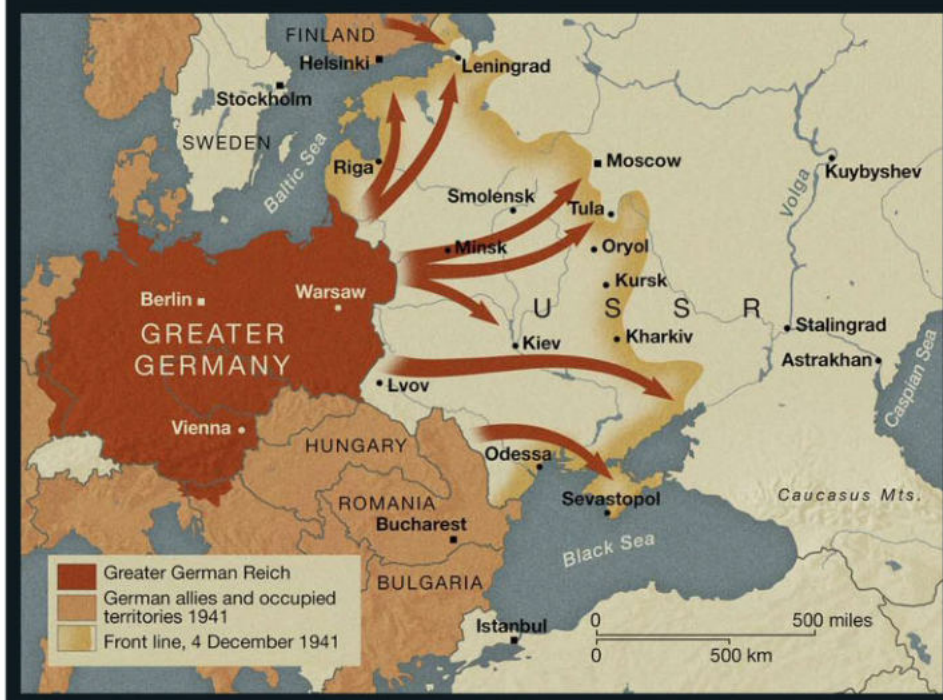 FINLAND
Helsinki
Leningrad
Stockholm
SWEDEN
Baltic Sea
Riga
Moscow
Kuybyshev
Volga
Smolensk
Tula
Minsk
Oryol
Berlin
Warsaw
Kursk
USSR
GREATER
GERMANY
Kiev
Kharkiv
Stalingrad
Astrakhan
Caspian Sea
Lvov
Vienna
HUNGARY
Odessa
Sevastopol
Caucasus Mts.
ROMANIA
Bucharest
Black Sea
BULGARIA
Istanbul
Greater German Reich
German allies and occupied
territories 1941
Front line, 4 December 1941
0 500 miles
0 500 km